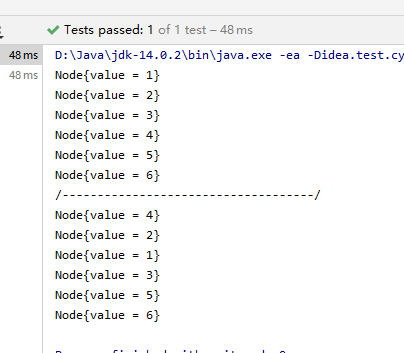 Tests passed: 1 of 1 test – 48 ms
48 ms D:\Java\jdk-14.0.2\bin\java.exe -ea -Didea.test.cy
48 ms Node{value = 1}
Node{value = 2}
Node{value = 3}
Node{value = 4}
Node{value = 5}
Node{value = 6}
/------------------------------------/
Node{value = 4}
Node{value = 2}
Node{value = 1}
Node{value = 3}
Node{value = 5}
Node{value = 6}